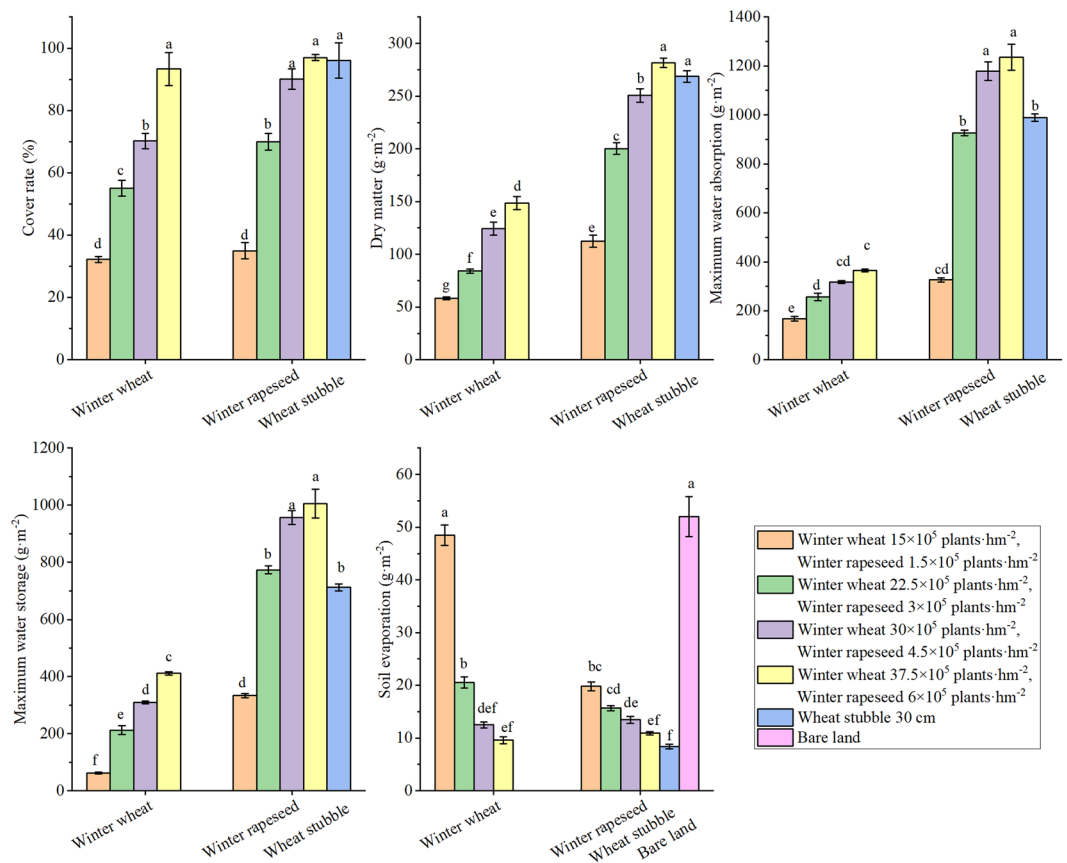 Cover rate (%)
100
80
60
40
20
0
d
c
b
a
d
b
a
a
a
Winter wheat
Winter rapeseed
Wheat stubble
Dry matter (g·m⁻²)
300
250
200
150
100
50
0
g
f
e
d
e
c
b
a
a
Winter wheat
Winter rapeseed
Wheat stubble
Maximum water absorption (g·m⁻²)
1400
1200
1000
800
600
400
200
0
e
d
cd
c
cd
b
a
a
b
Winter wheat
Winter rapeseed
Wheat stubble
Maximum water storage (g·m⁻²)
1200
1000
800
600
400
200
0
f
e
d
c
d
b
a
a
b
Winter wheat
Winter rapeseed
Wheat stubble
Soil evaporation (g·m⁻²)
60
50
40
30
20
10
0
a
b
def
ef
bc
cd
de
ef
f
a
Winter wheat
Winter rapeseed
Wheat stubble
Bare land
Winter wheat 15×10⁵ plants·hm⁻²,
Winter rapeseed 1.5×10⁵ plants·hm⁻²
Winter wheat 22.5×10⁵ plants·hm⁻²,
Winter rapeseed 3×10⁵ plants·hm⁻²
Winter wheat 30×10⁵ plants·hm⁻²,
Winter rapeseed 4.5×10⁵ plants·hm⁻²
Winter wheat 37.5×10⁵ plants·hm⁻²,
Winter rapeseed 6×10⁵ plants·hm⁻²
Wheat stubble 30 cm
Bare land